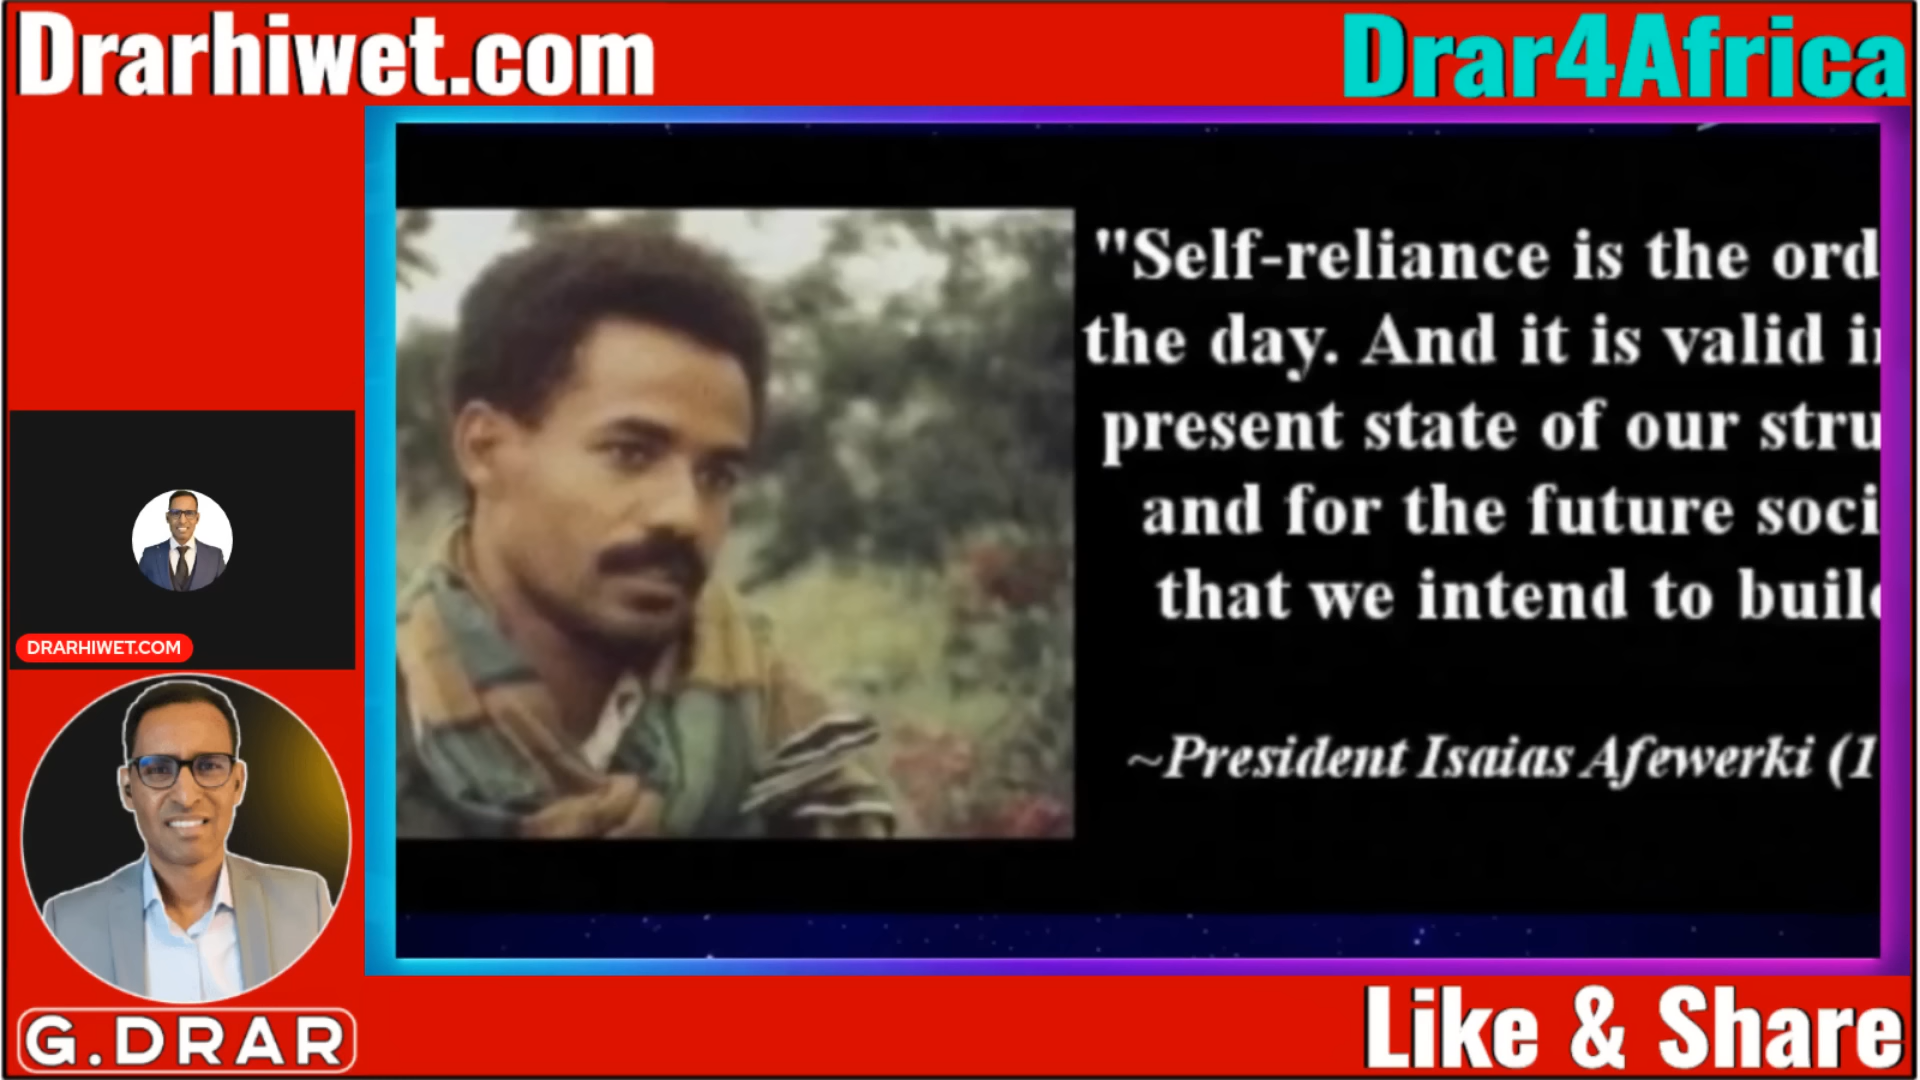 Drarhiwet.com
Drar4Africa
"Self-reliance is the ord
the day. And it is valid
present state of our stru
and for the future soci
that we intend to build
~President Isaias Afewerki (1
DRARHIWET.COM
G.DRAR
Like & Share